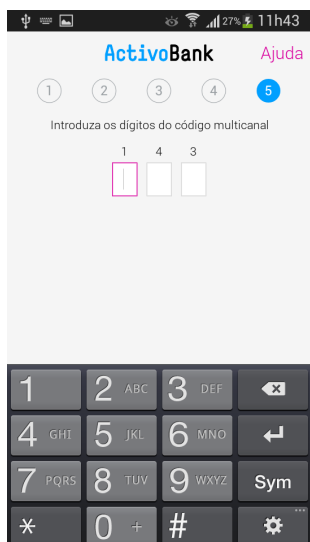 27% 11h43
ActivoBank Ajuda
1 2 3 4 5
Introduza os dígitos do código multicanal
1 4 3
1 2 ABC 3 DEF
4 GHI 5 JKL 6 MNO
7 PQRS 8 TUV 9 WXYZ Sym
* 0 + #